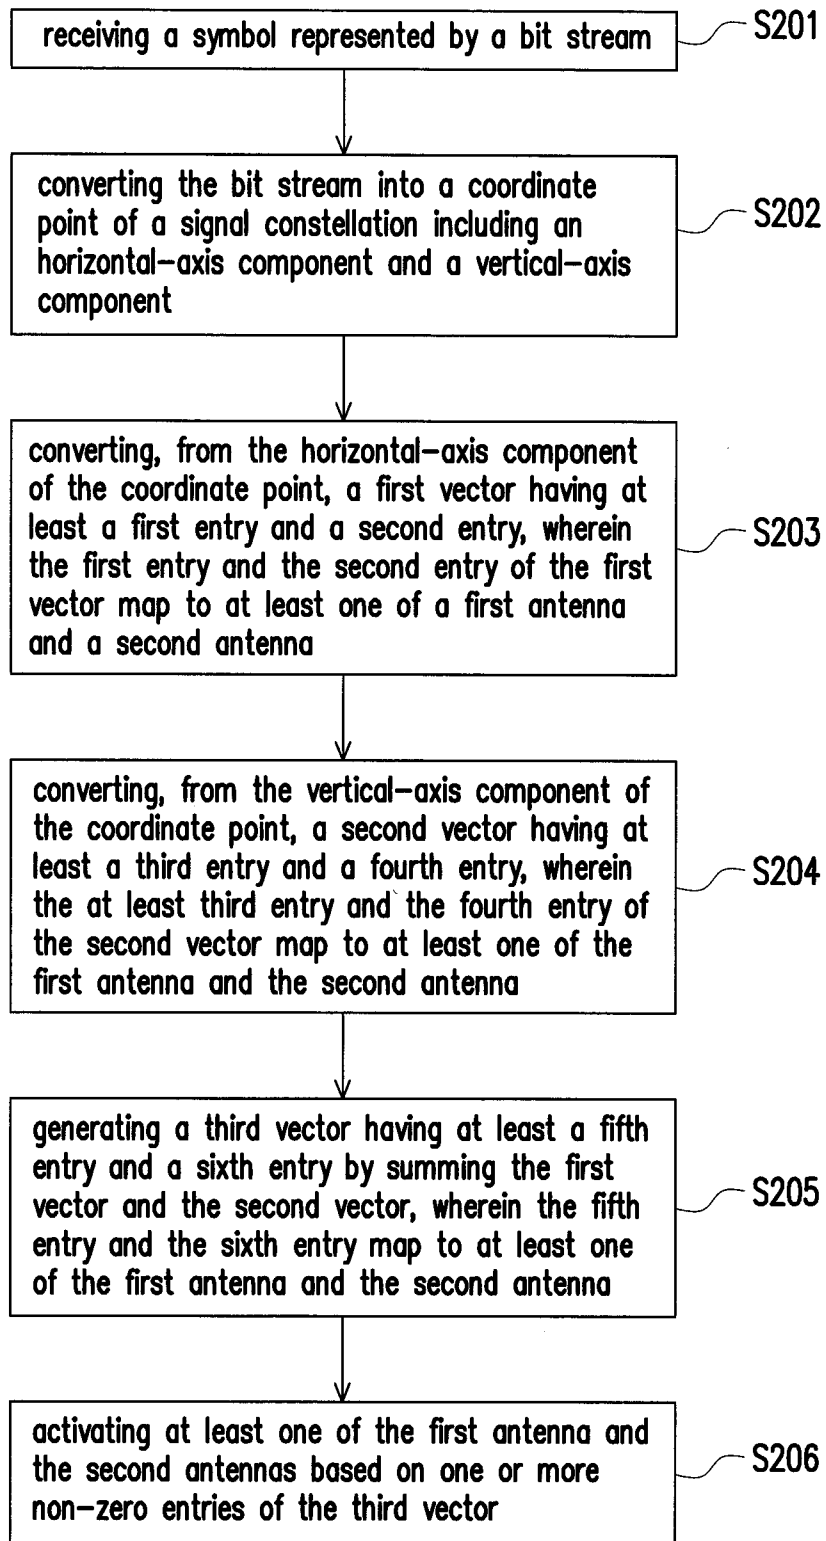 receiving a symbol represented by a bit stream
S201
converting the bit stream into a coordinate
point of a signal constellation including an
horizontal-axis component and a vertical-axis
component
S202
converting, from the horizontal-axis component
of the coordinate point, a first vector having at
least a first entry and a second entry, wherein
the first entry and the second entry of the first
vector map to at least one of a first antenna
and a second antenna
S203
converting, from the vertical-axis component of
the coordinate point, a second vector having at
least a third entry and a fourth entry, wherein
the at least third entry and the fourth entry of
the second vector map to at least one of the
first antenna and the second antenna
S204
generating a third vector having at least a fifth
entry and a sixth entry by summing the first
vector and the second vector, wherein the fifth
entry and the sixth entry map to at least one
of the first antenna and the second antenna
S205
activating at least one of the first antenna and
the second antennas based on one or more
non-zero entries of the third vector
S206